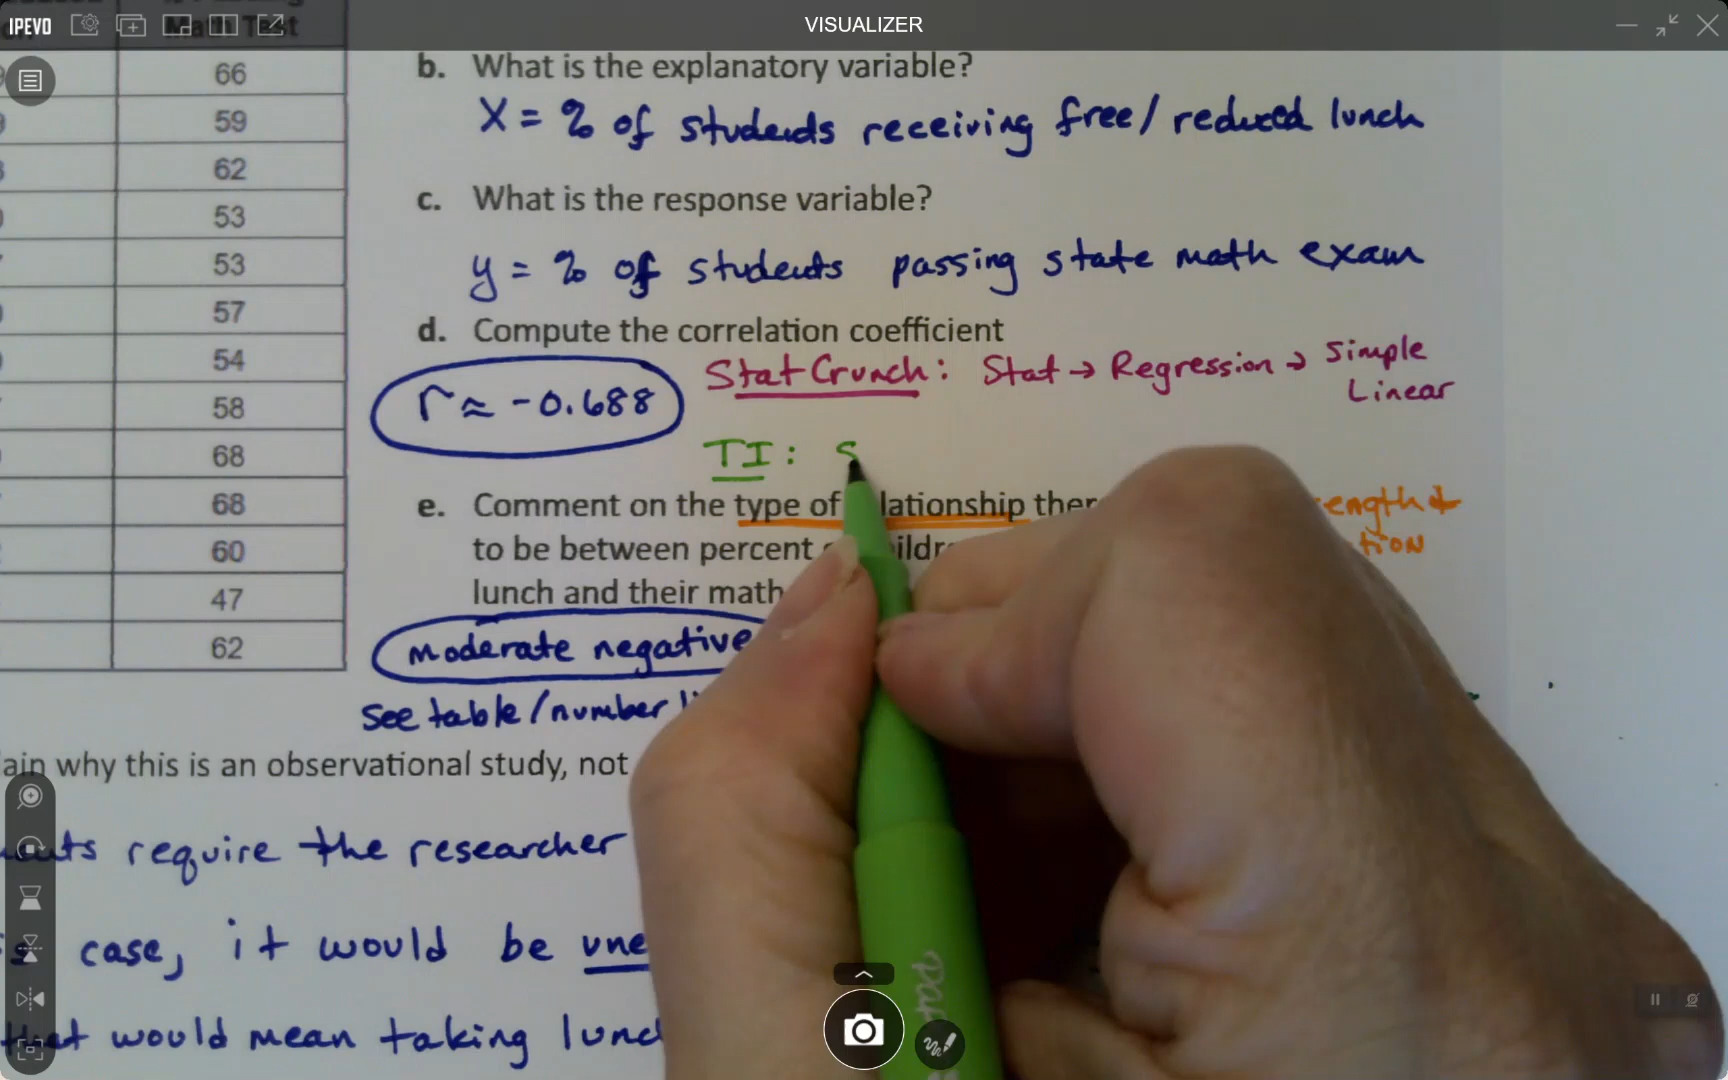 IPEVO
VISUALIZER
Math Test
66
59
62
53
53
57
54
58
68
68
60
47
62
b. What is the explanatory variable?
X = % of students receiving free/reduced lunch
c. What is the response variable?
y = % of students passing state math exam
d. Compute the correlation coefficient
r ≈ -0.688
StatCrunch: Stat → Regression → Simple
Linear
TI: S
e. Comment on the type of relationship
to be between percent
lunch and their math
moderate negative
see table/number
why this is an observational study, not
require the researcher
case, it would be
that would mean taking